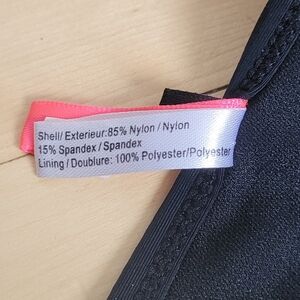 Shell/ Exterieur:85% Nylon / Nylon
15% Spandex / Spandex
Lining / Doublure: 100% Polyester/Polyester